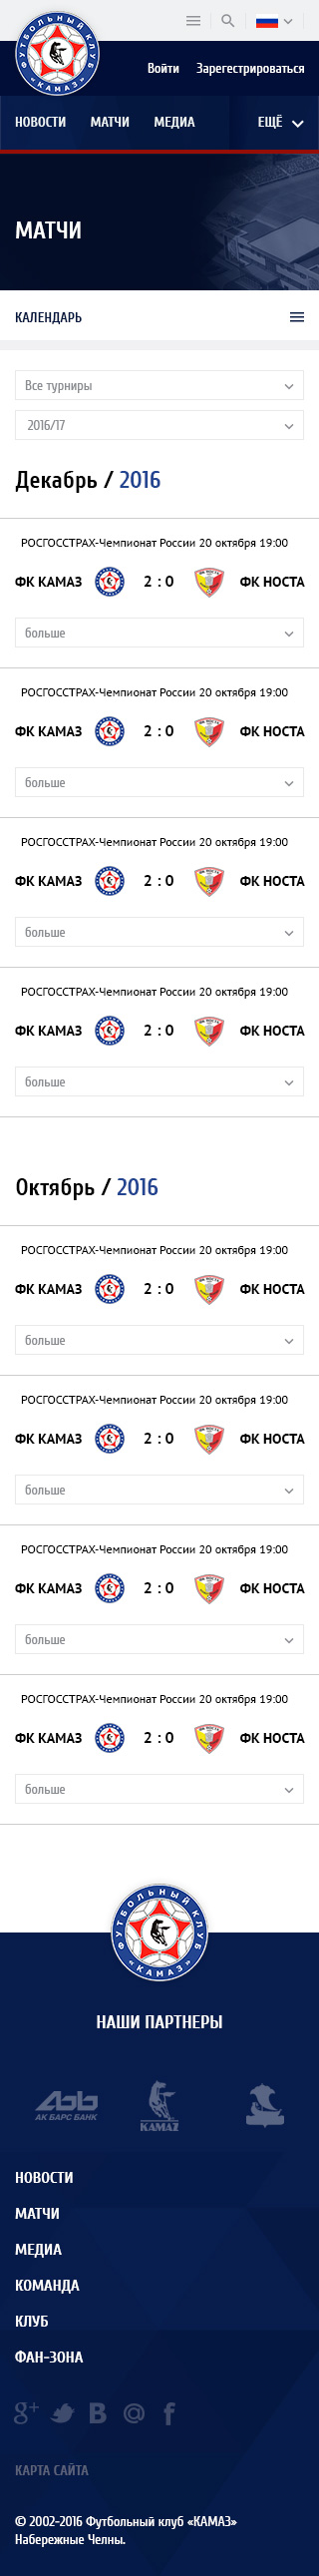 ФУТБОЛЬНЫЙ КЛУБ
«КАМАЗ»
Войти Зарегестрироваться
НОВОСТИ МАТЧИ МЕДИА ЕЩЁ
МАТЧИ
КАЛЕНДАРЬ
Все турниры
2016/17
Декабрь / 2016
РОСГОССТРАХ-Чемпионат России 20 октября 19:00
ФК КАМАЗ 2 : 0 ФК НОСТА
больше
РОСГОССТРАХ-Чемпионат России 20 октября 19:00
ФК КАМАЗ 2 : 0 ФК НОСТА
больше
РОСГОССТРАХ-Чемпионат России 20 октября 19:00
ФК КАМАЗ 2 : 0 ФК НОСТА
больше
РОСГОССТРАХ-Чемпионат России 20 октября 19:00
ФК КАМАЗ 2 : 0 ФК НОСТА
больше
Октябрь / 2016
РОСГОССТРАХ-Чемпионат России 20 октября 19:00
ФК КАМАЗ 2 : 0 ФК НОСТА
больше
РОСГОССТРАХ-Чемпионат России 20 октября 19:00
ФК КАМАЗ 2 : 0 ФК НОСТА
больше
РОСГОССТРАХ-Чемпионат России 20 октября 19:00
ФК КАМАЗ 2 : 0 ФК НОСТА
больше
РОСГОССТРАХ-Чемпионат России 20 октября 19:00
ФК КАМАЗ 2 : 0 ФК НОСТА
больше
ФУТБОЛЬНЫЙ КЛУБ
«КАМАЗ»
НАШИ ПАРТНЕРЫ
АК БАРС БАНК
KAMAZ
НОВОСТИ
МАТЧИ
МЕДИА
КОМАНДА
КЛУБ
ФАН-ЗОНА
КАРТА САЙТА
© 2002-2016 Футбольный клуб «КАМАЗ»
Набережные Челны.